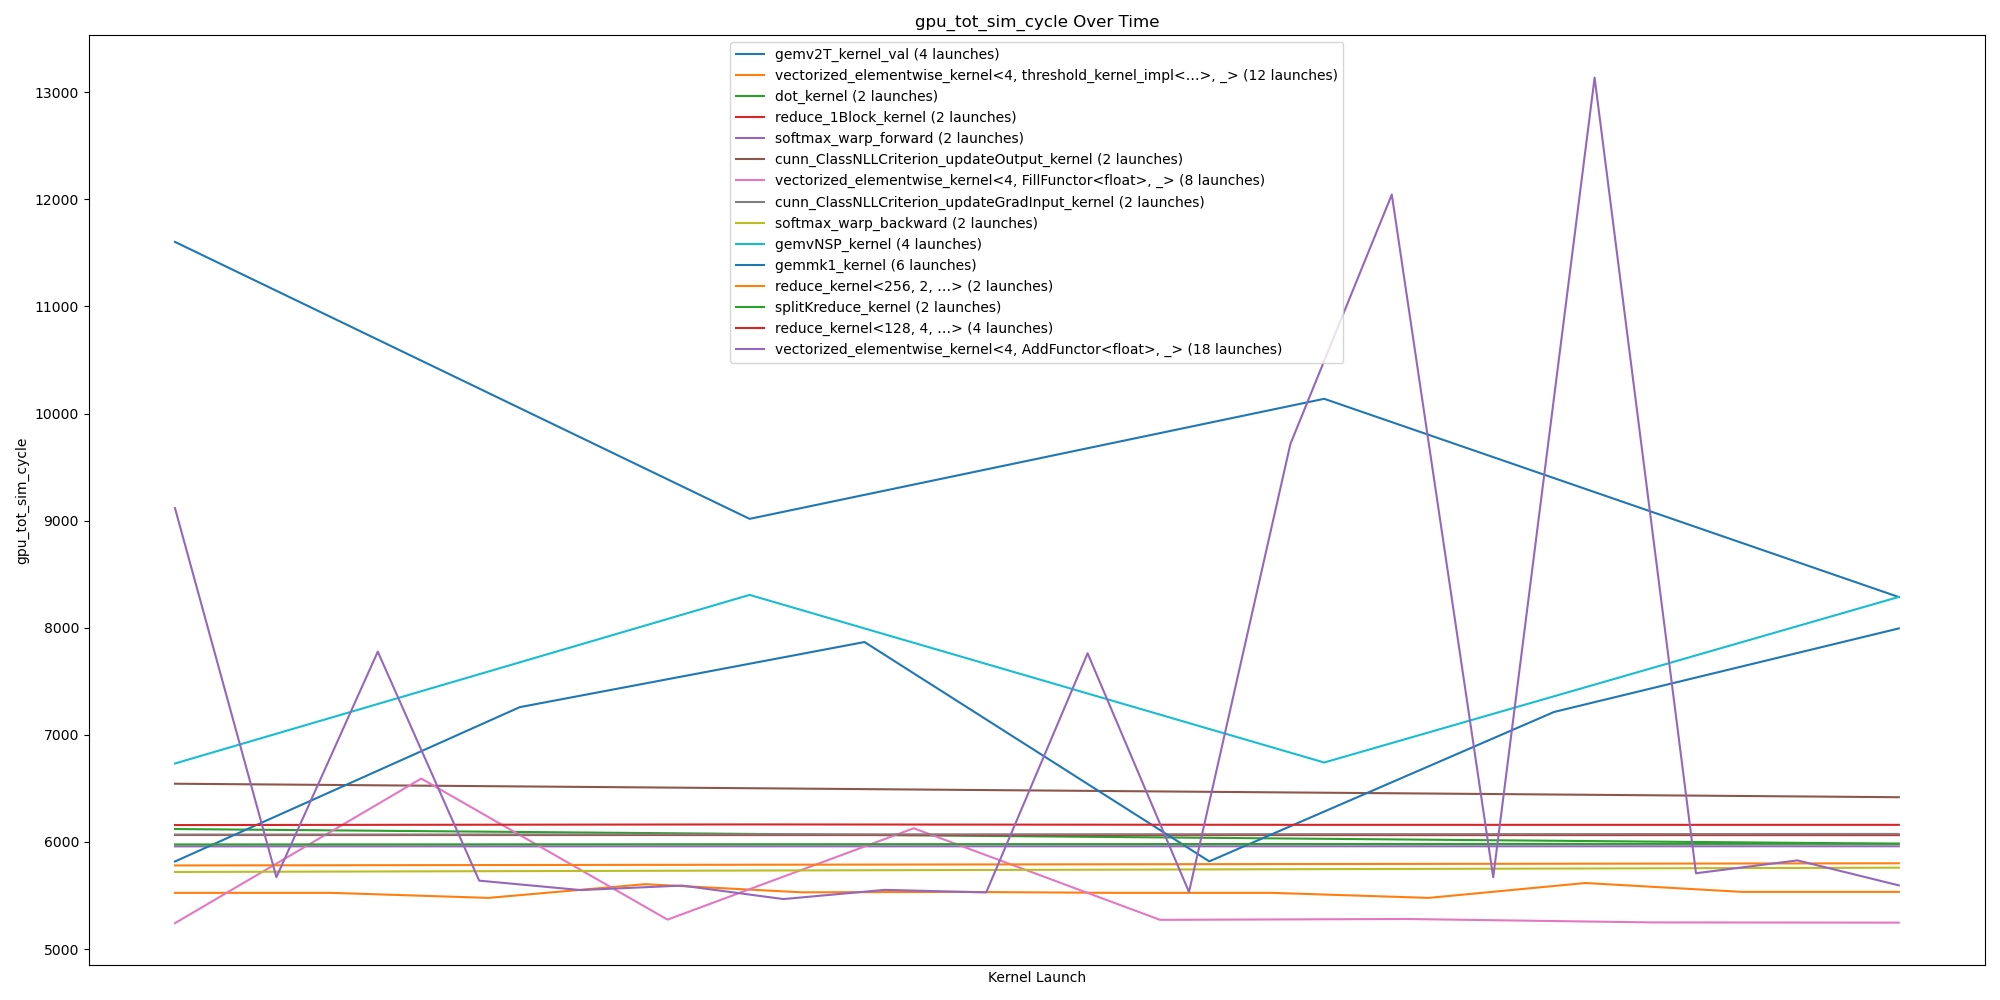 gpu_tot_sim_cycle Over Time
gemv2T_kernel_val (4 launches)
vectorized_elementwise_kernel<4, threshold_kernel_impl<...>, _> (12 launches)
dot_kernel (2 launches)
reduce_1Block_kernel (2 launches)
softmax_warp_forward (2 launches)
cunn_ClassNLLCriterion_updateOutput_kernel (2 launches)
vectorized_elementwise_kernel<4, FillFunctor<float>, _> (8 launches)
cunn_ClassNLLCriterion_updateGradInput_kernel (2 launches)
softmax_warp_backward (2 launches)
gemvNSP_kernel (4 launches)
gemmk1_kernel (6 launches)
reduce_kernel<256, 2, ...> (2 launches)
splitKreduce_kernel (2 launches)
reduce_kernel<128, 4, ...> (4 launches)
vectorized_elementwise_kernel<4, AddFunctor<float>, _> (18 launches)
13000
12000
11000
10000
9000
8000
7000
6000
5000
gpu_tot_sim_cycle
Kernel Launch